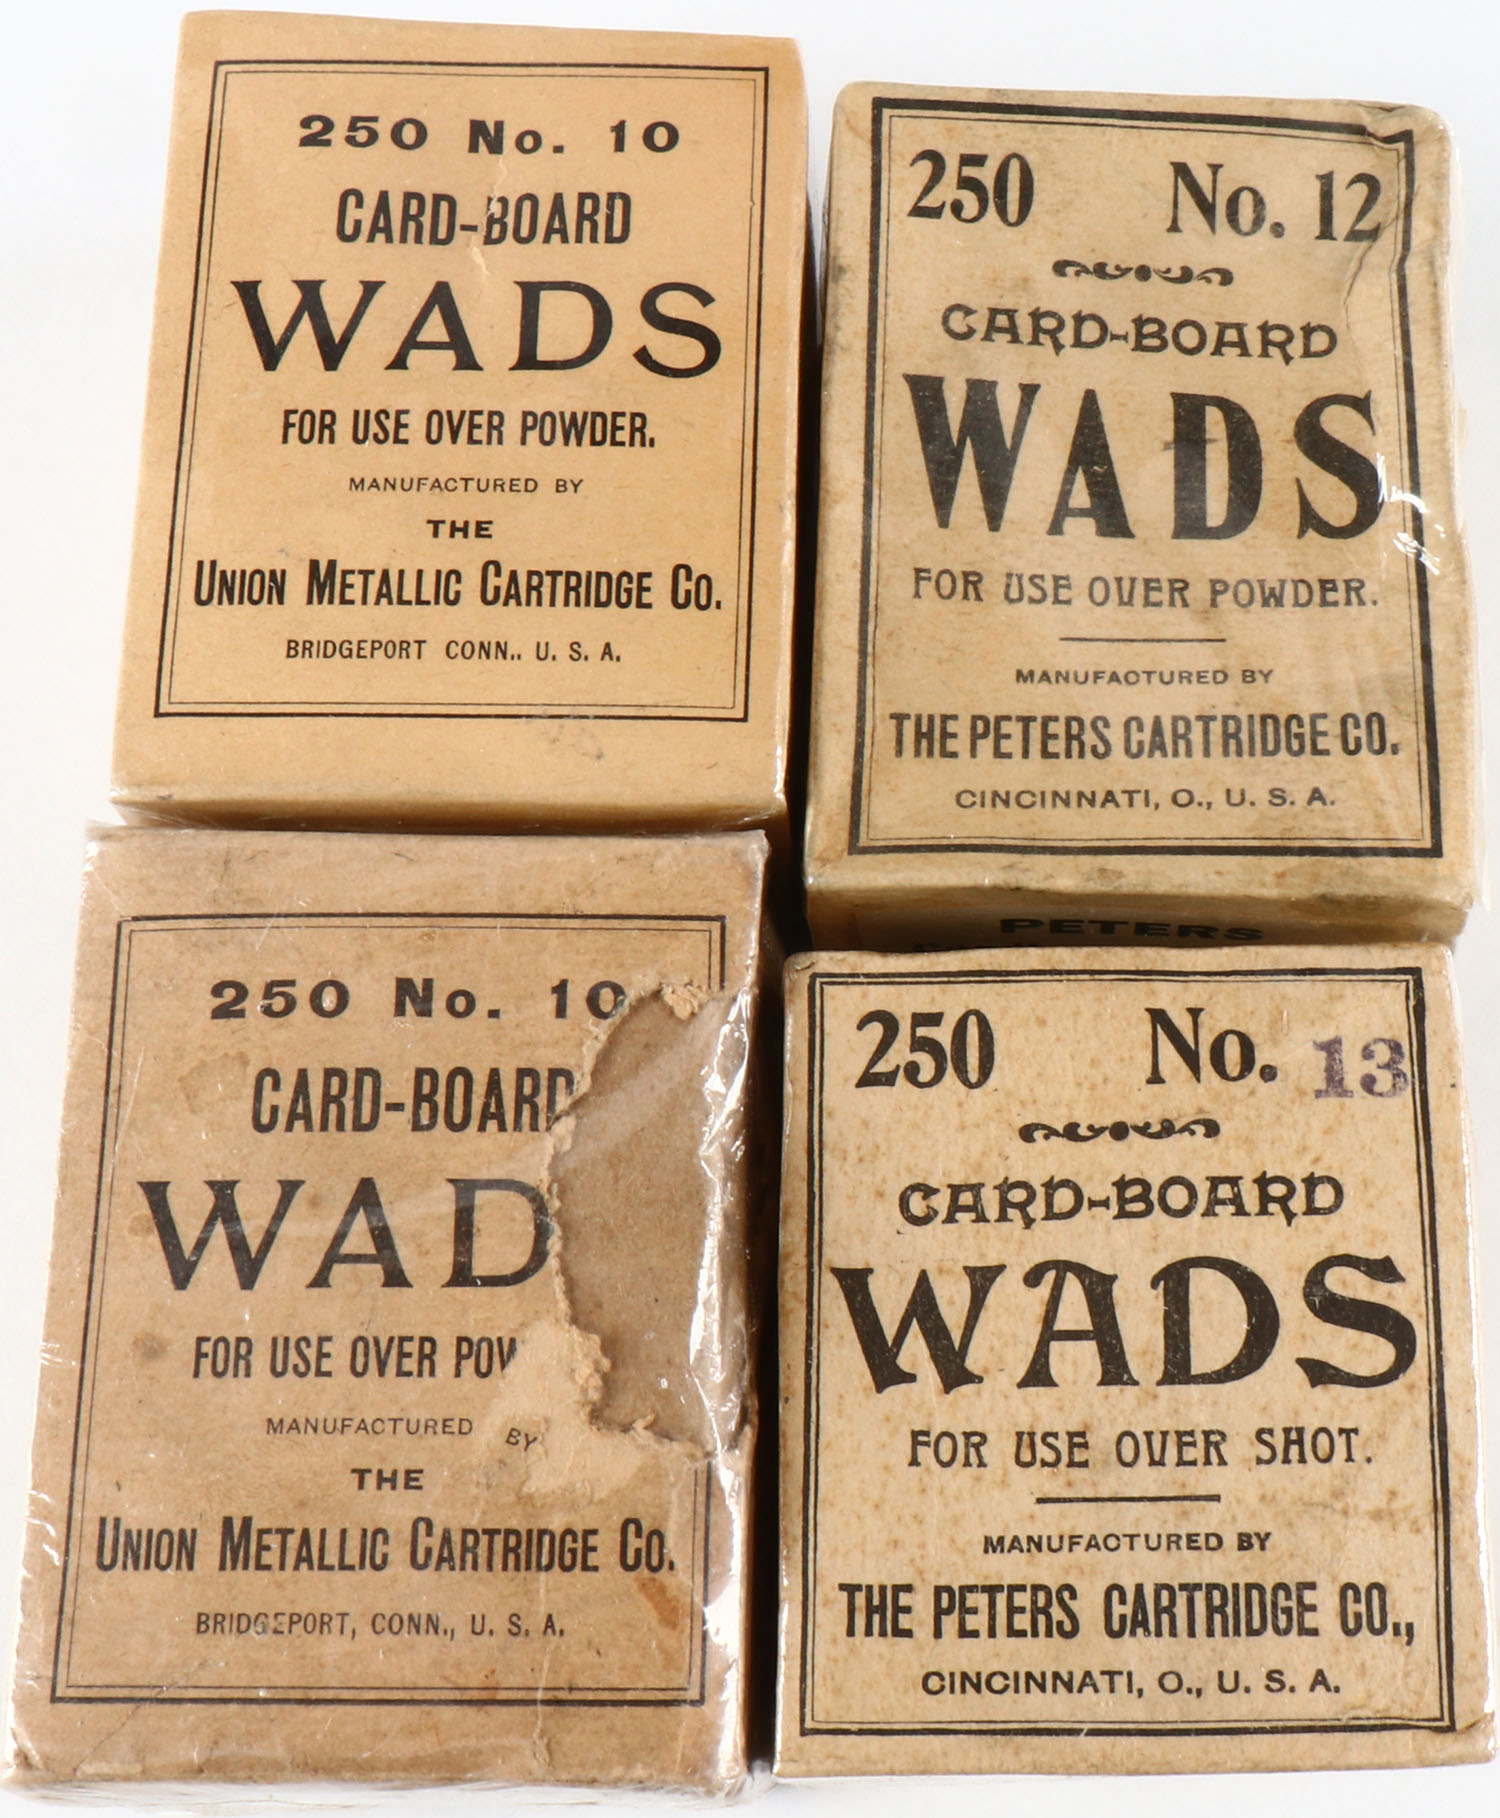 250 No. 10
CARD-BOARD
WADS
FOR USE OVER POWDER.
MANUFACTURED BY
THE
UNION METALLIC CARTRIDGE CO.
BRIDGEPORT CONN.. U. S. A.
250 No. 12
CARD-BOARD
WADS
FOR USE OVER POWDER.
MANUFACTURED BY
THE PETERS CARTRIDGE CO.
CINCINNATI, O., U. S. A.
PETERS
250 No. 10
CARD-BOARD
WAD
FOR USE OVER POW
MANUFACTURED BY
THE
UNION METALLIC CARTRIDGE CO.
BRIDGEPORT, CONN., U. S. A.
250 No. 13
CARD-BOARD
WADS
FOR USE OVER SHOT.
MANUFACTURED BY
THE PETERS CARTRIDGE CO.,
CINCINNATI, O., U. S. A.